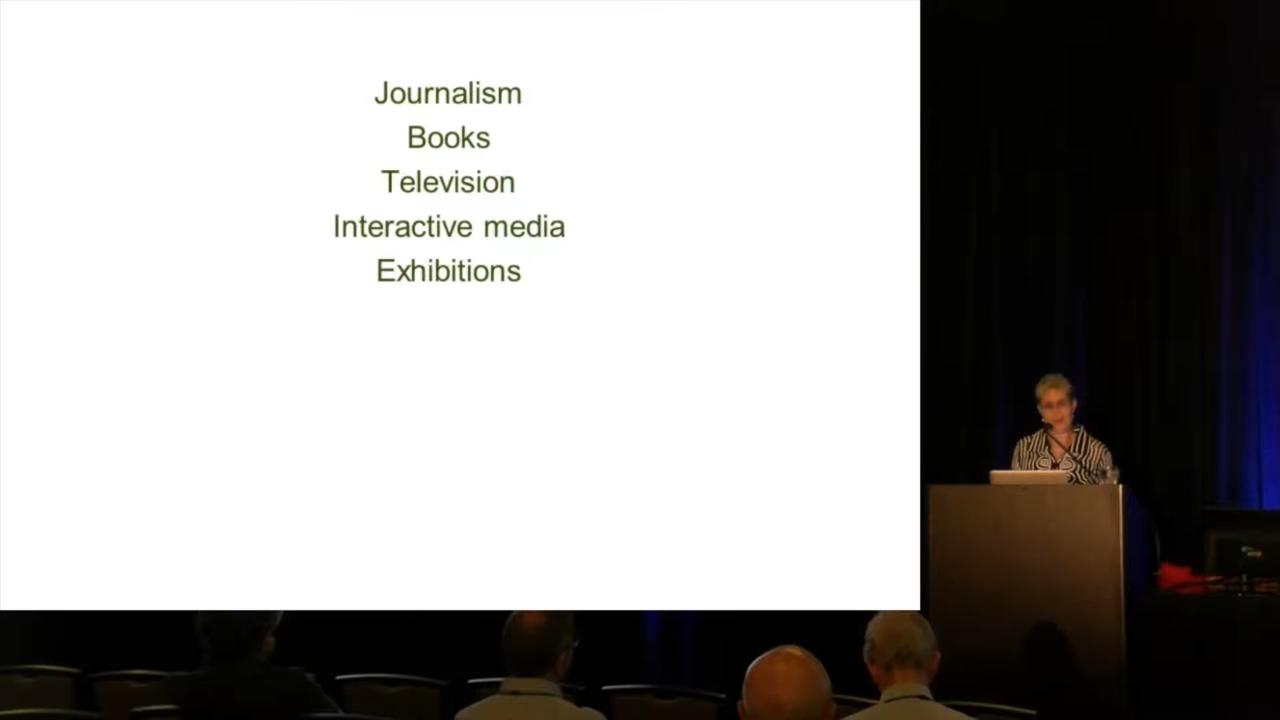 Journalism
Books
Television
Interactive media
Exhibitions